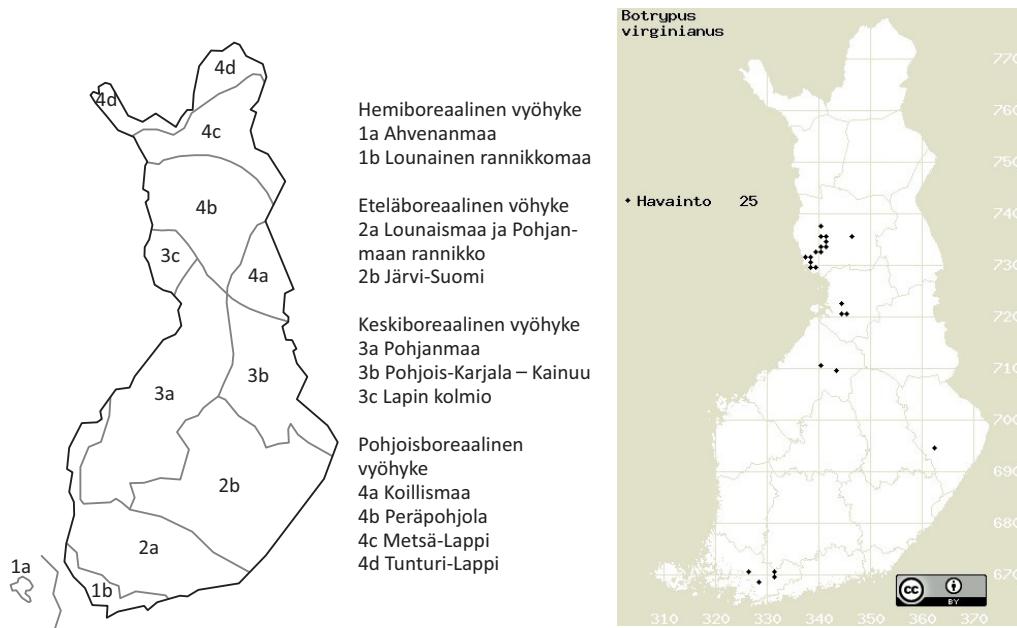 4d
4d
4c
4b
3c
4a
3b
3a
2b
2a
1a
1b
Hemiboreaalinen vyöhyke
1a Ahvenanmaa
1b Lounainen rannikkomaa
Eteläboreaalinen vöhyke
2a Lounaismaa ja Pohjan-
maan rannikko
2b Järvi-Suomi
Keskiboreaalinen vyöhyke
3a Pohjanmaa
3b Pohjois-Karjala – Kainuu
3c Lapin kolmio
Pohjoisboreaalinen
vyöhyke
4a Koillismaa
4b Peräpohjola
4c Metsä-Lappi
4d Tunturi-Lappi
Botrypus
virginianus
Havainto 25
770
760
750
740
730
720
710
700
690
680
670
310 320 330 340 350 360 370
cc
BY